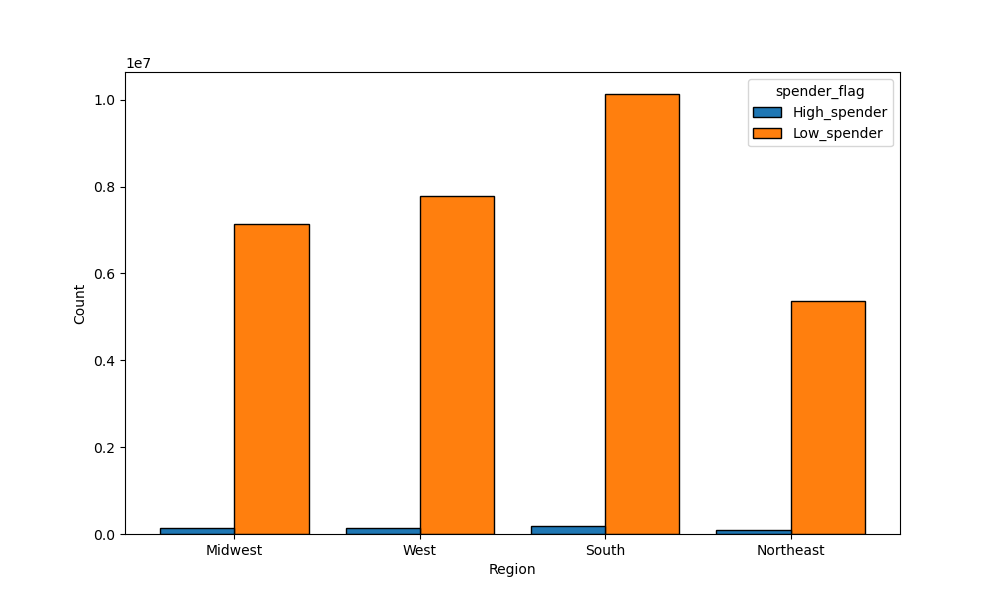 1e7
1.0
0.8
0.6
0.4
0.2
0.0
Count
spender_flag
High_spender
Low_spender
Midwest West South Northeast
Region